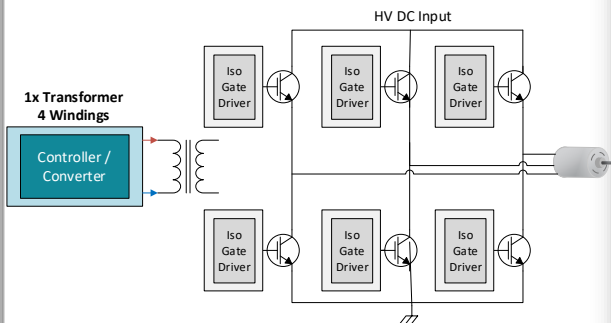 HV DC Input
1x Transformer
4 Windings
Controller /
Converter
Iso
Gate
Driver
Iso
Gate
Driver
Iso
Gate
Driver
Iso
Gate
Driver
Iso
Gate
Driver
Iso
Gate
Driver